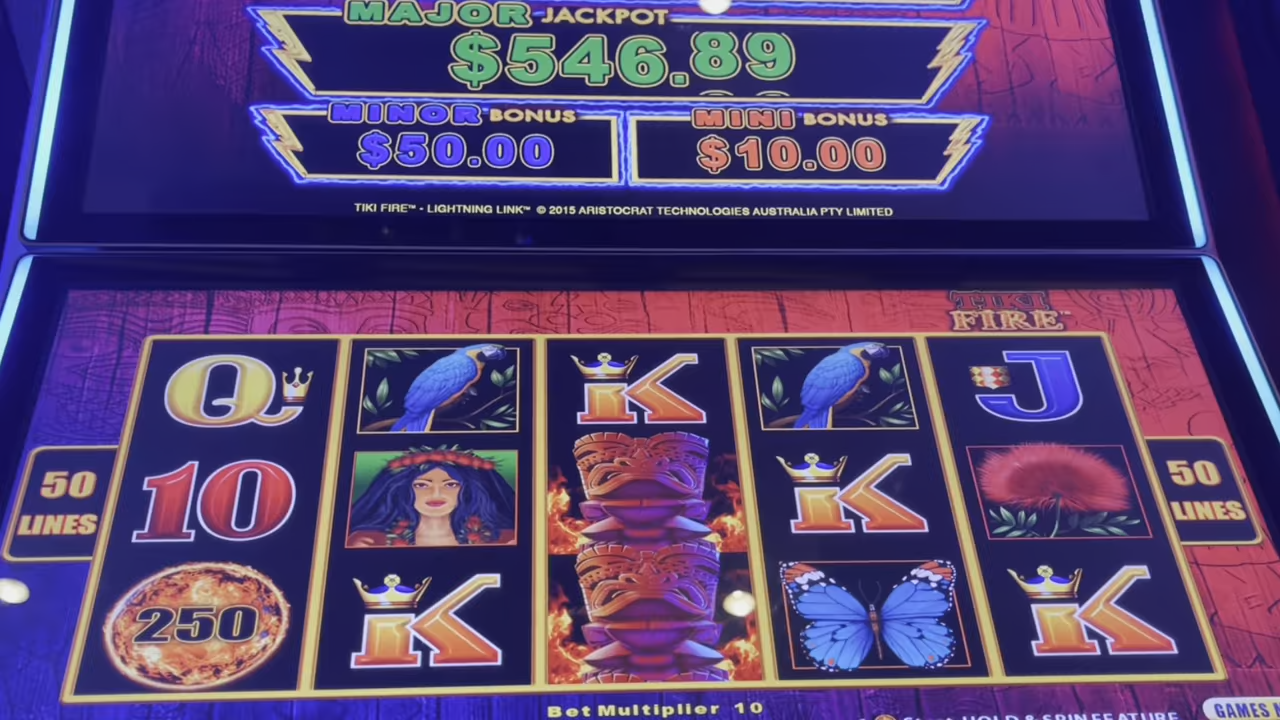 MAJOR JACKPOT
$546.89
MINOR BONUS
$50.00
MINI BONUS
$10.00
TIKI FIRE™ - LIGHTNING LINK™ © 2015 ARISTOCRAT TECHNOLOGIES AUSTRALIA PTY LIMITED
TIKI
FIRE™
Q
K
J
50
LINES
10
K
50
LINES
250
K
K
Bet Multiplier 10
HOLD & SPIN FEATURE
GAMES